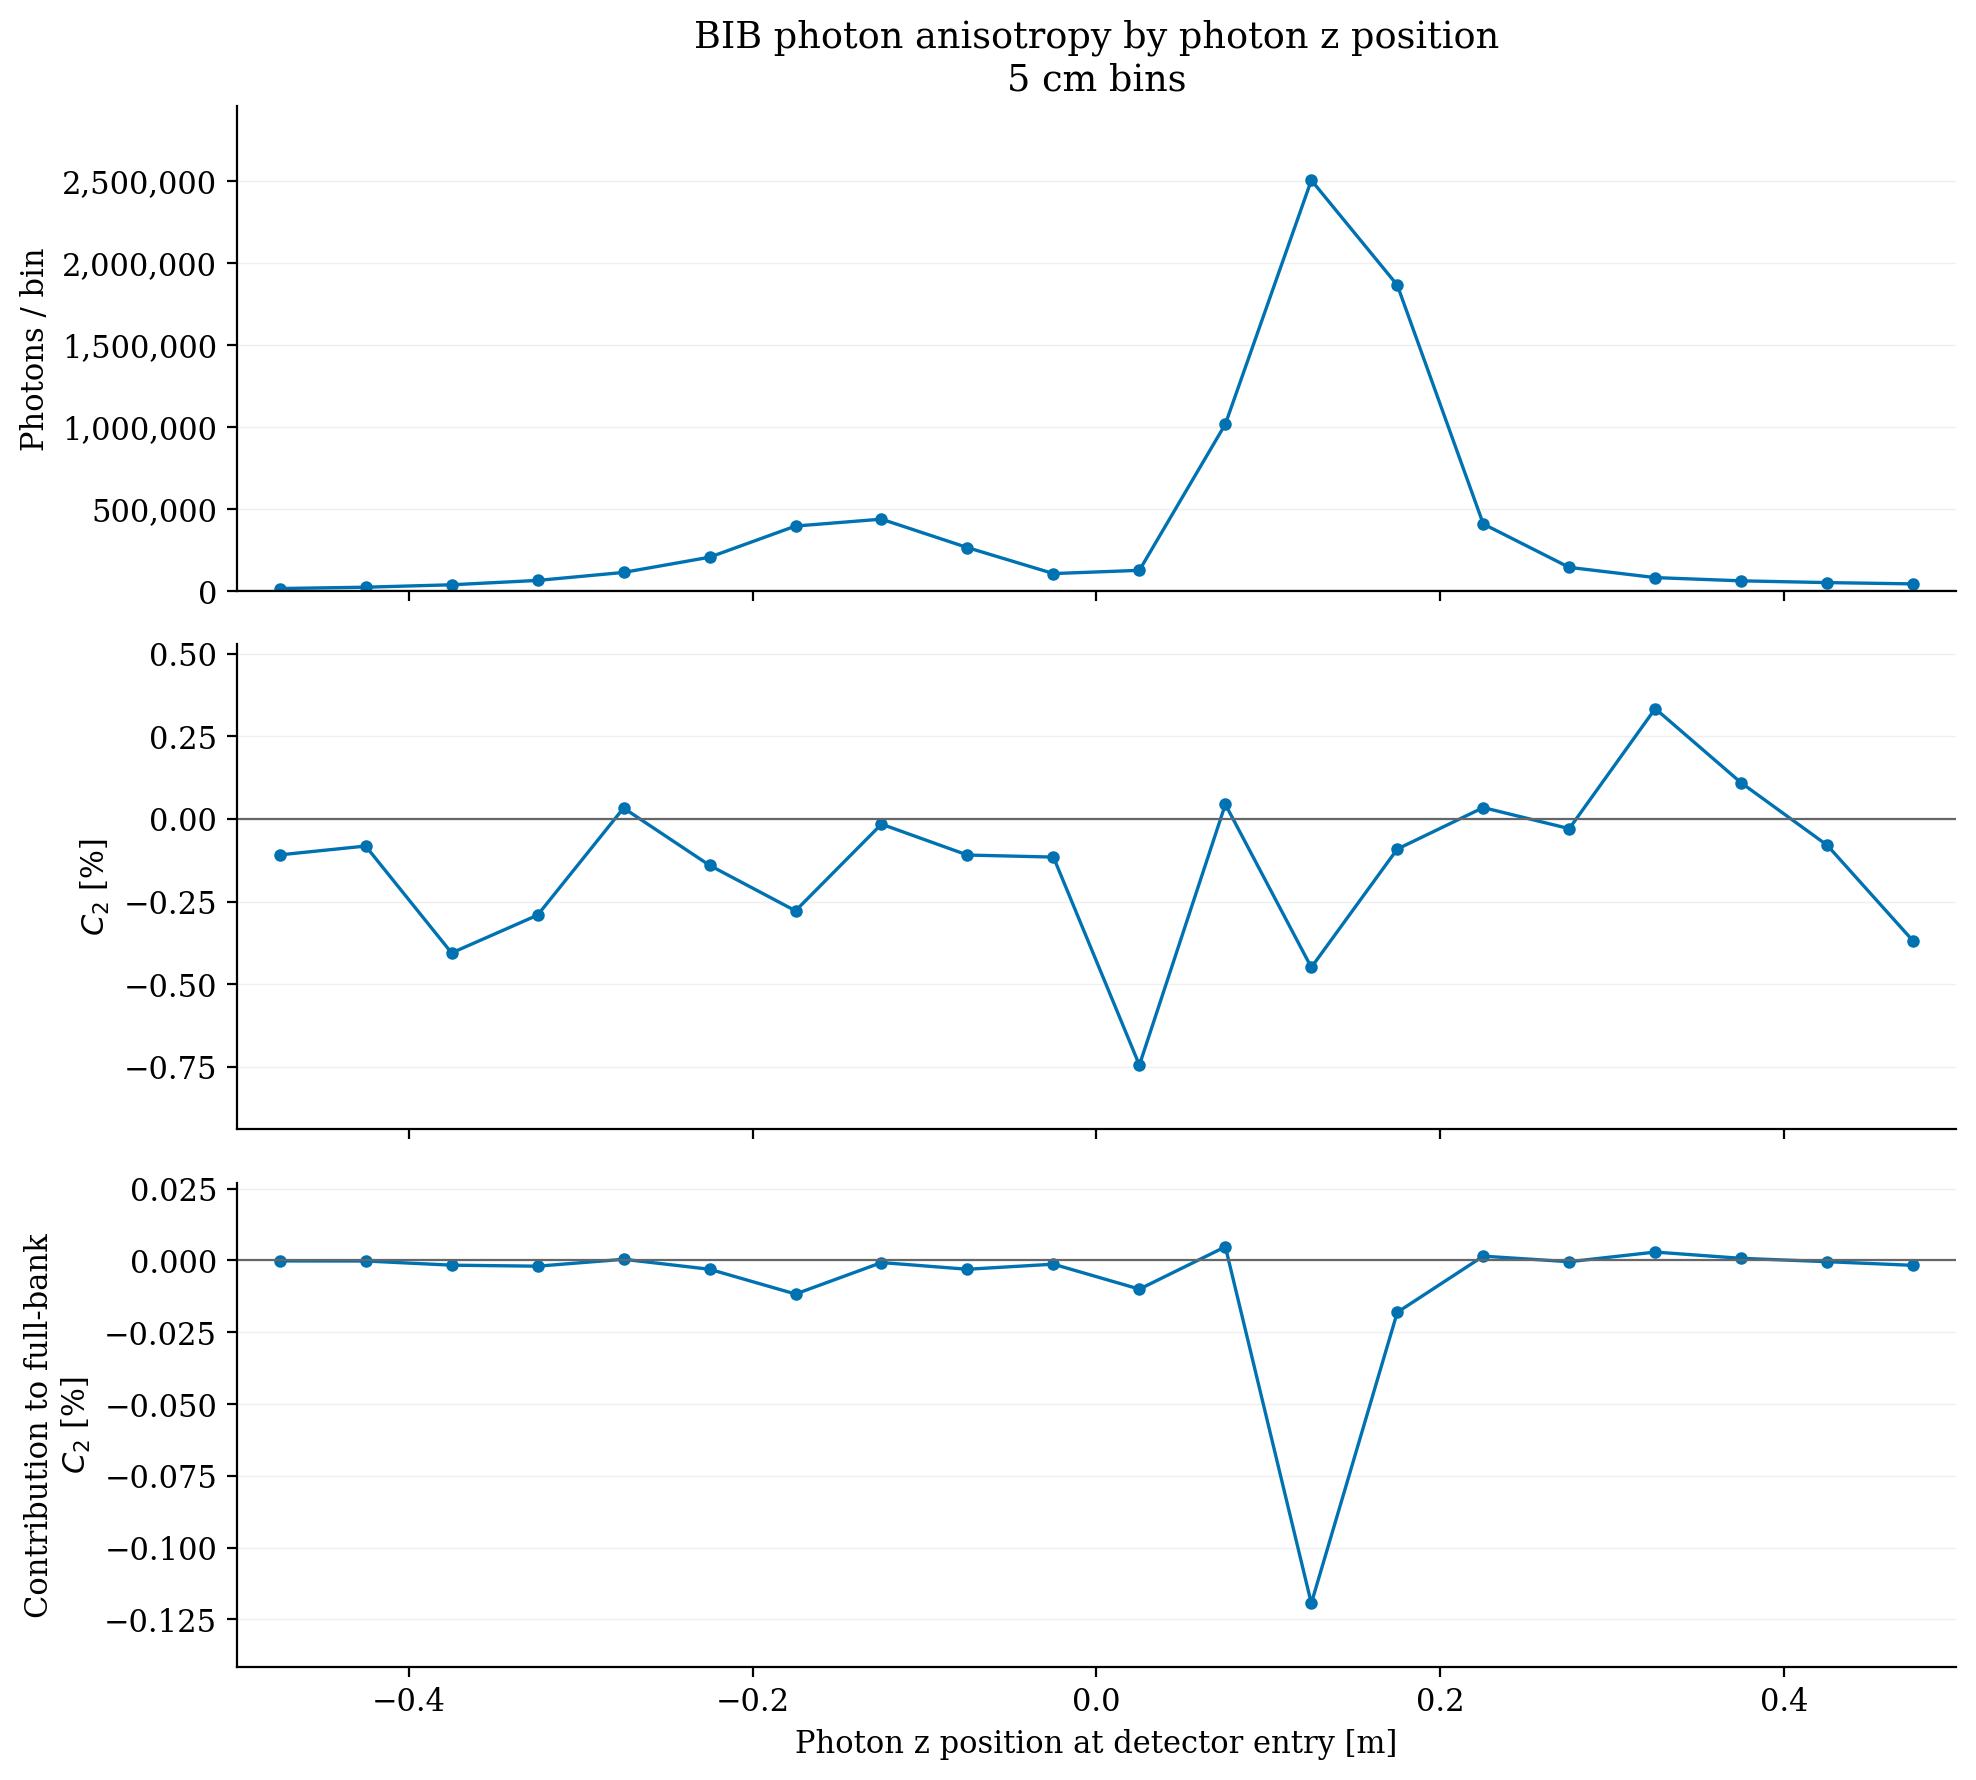 BIB photon anisotropy by photon z position
5 cm bins
Photons / bin
2,500,000
2,000,000
1,500,000
1,000,000
500,000
0
C₂ [%]
0.50
0.25
0.00
−0.25
−0.50
−0.75
Contribution to full-bank
C₂ [%]
0.025
0.000
−0.025
−0.050
−0.075
−0.100
−0.125
−0.4 −0.2 0.0 0.2 0.4
Photon z position at detector entry [m]